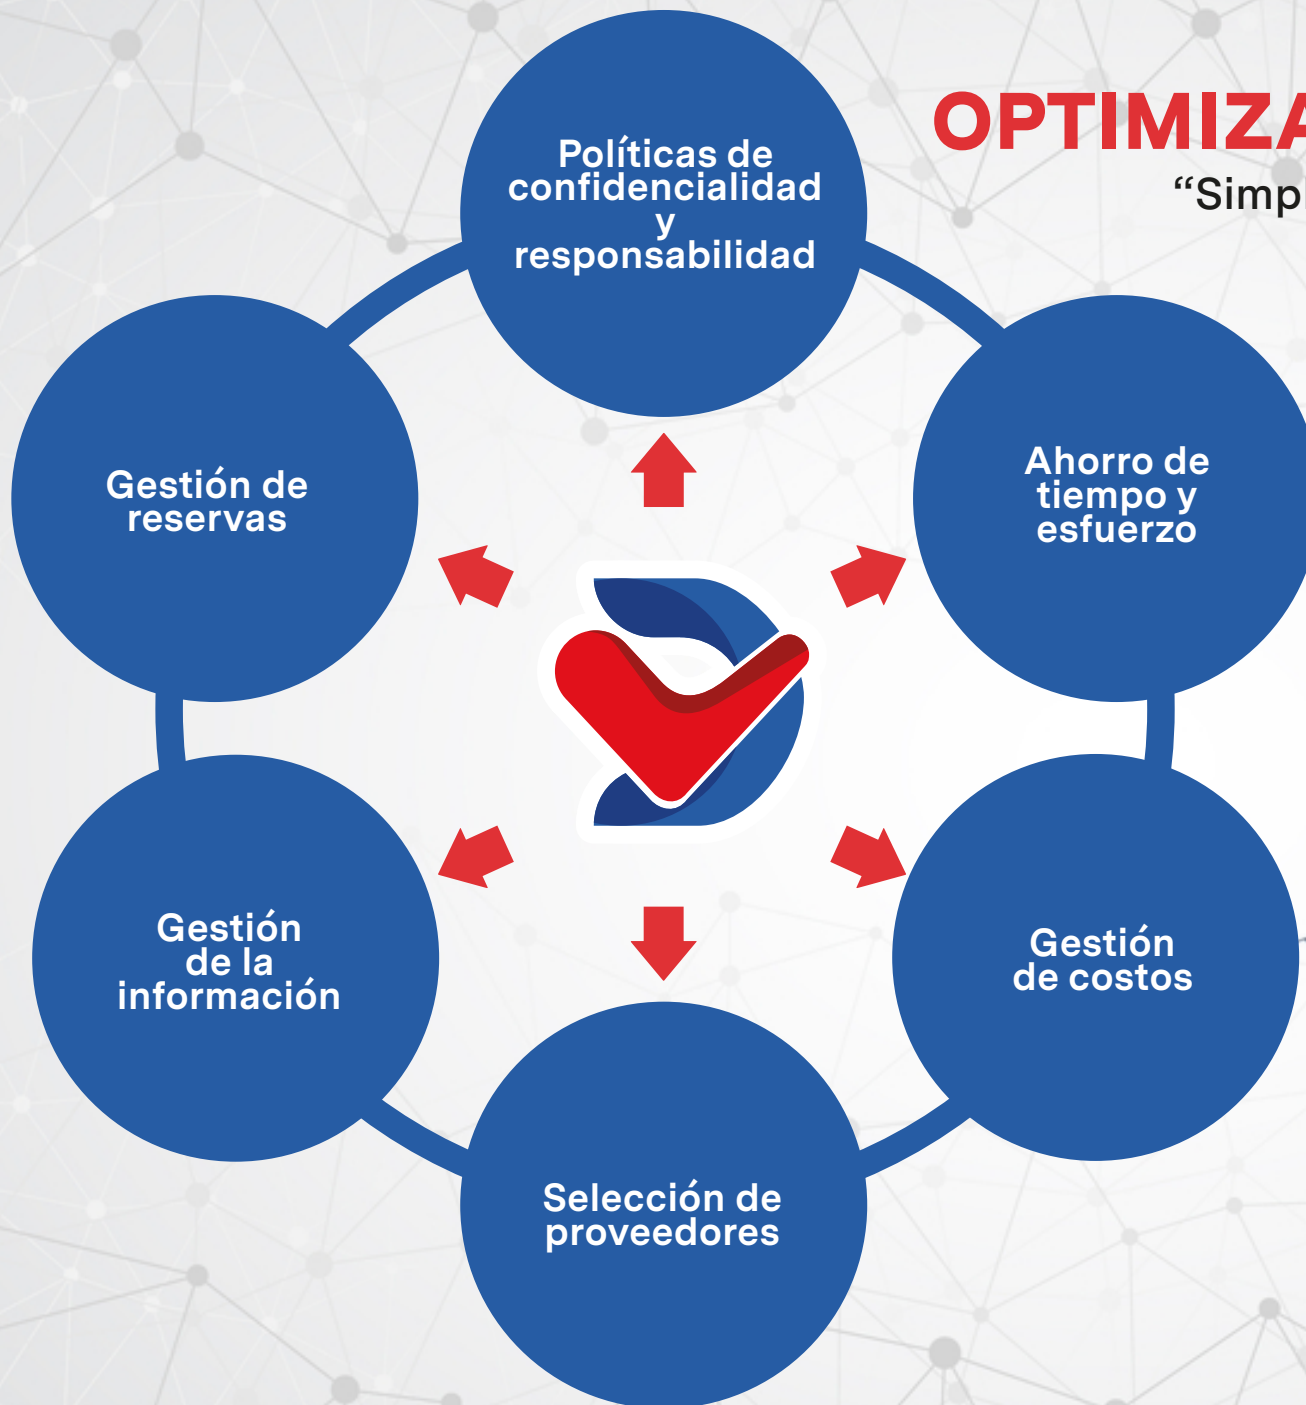 OPTIMIZA
“Simpl
Políticas de
confidencialidad
y
responsabilidad
Gestión de
reservas
Ahorro de
tiempo y
esfuerzo
Gestión
de la
información
Gestión
de costos
Selección de
proveedores